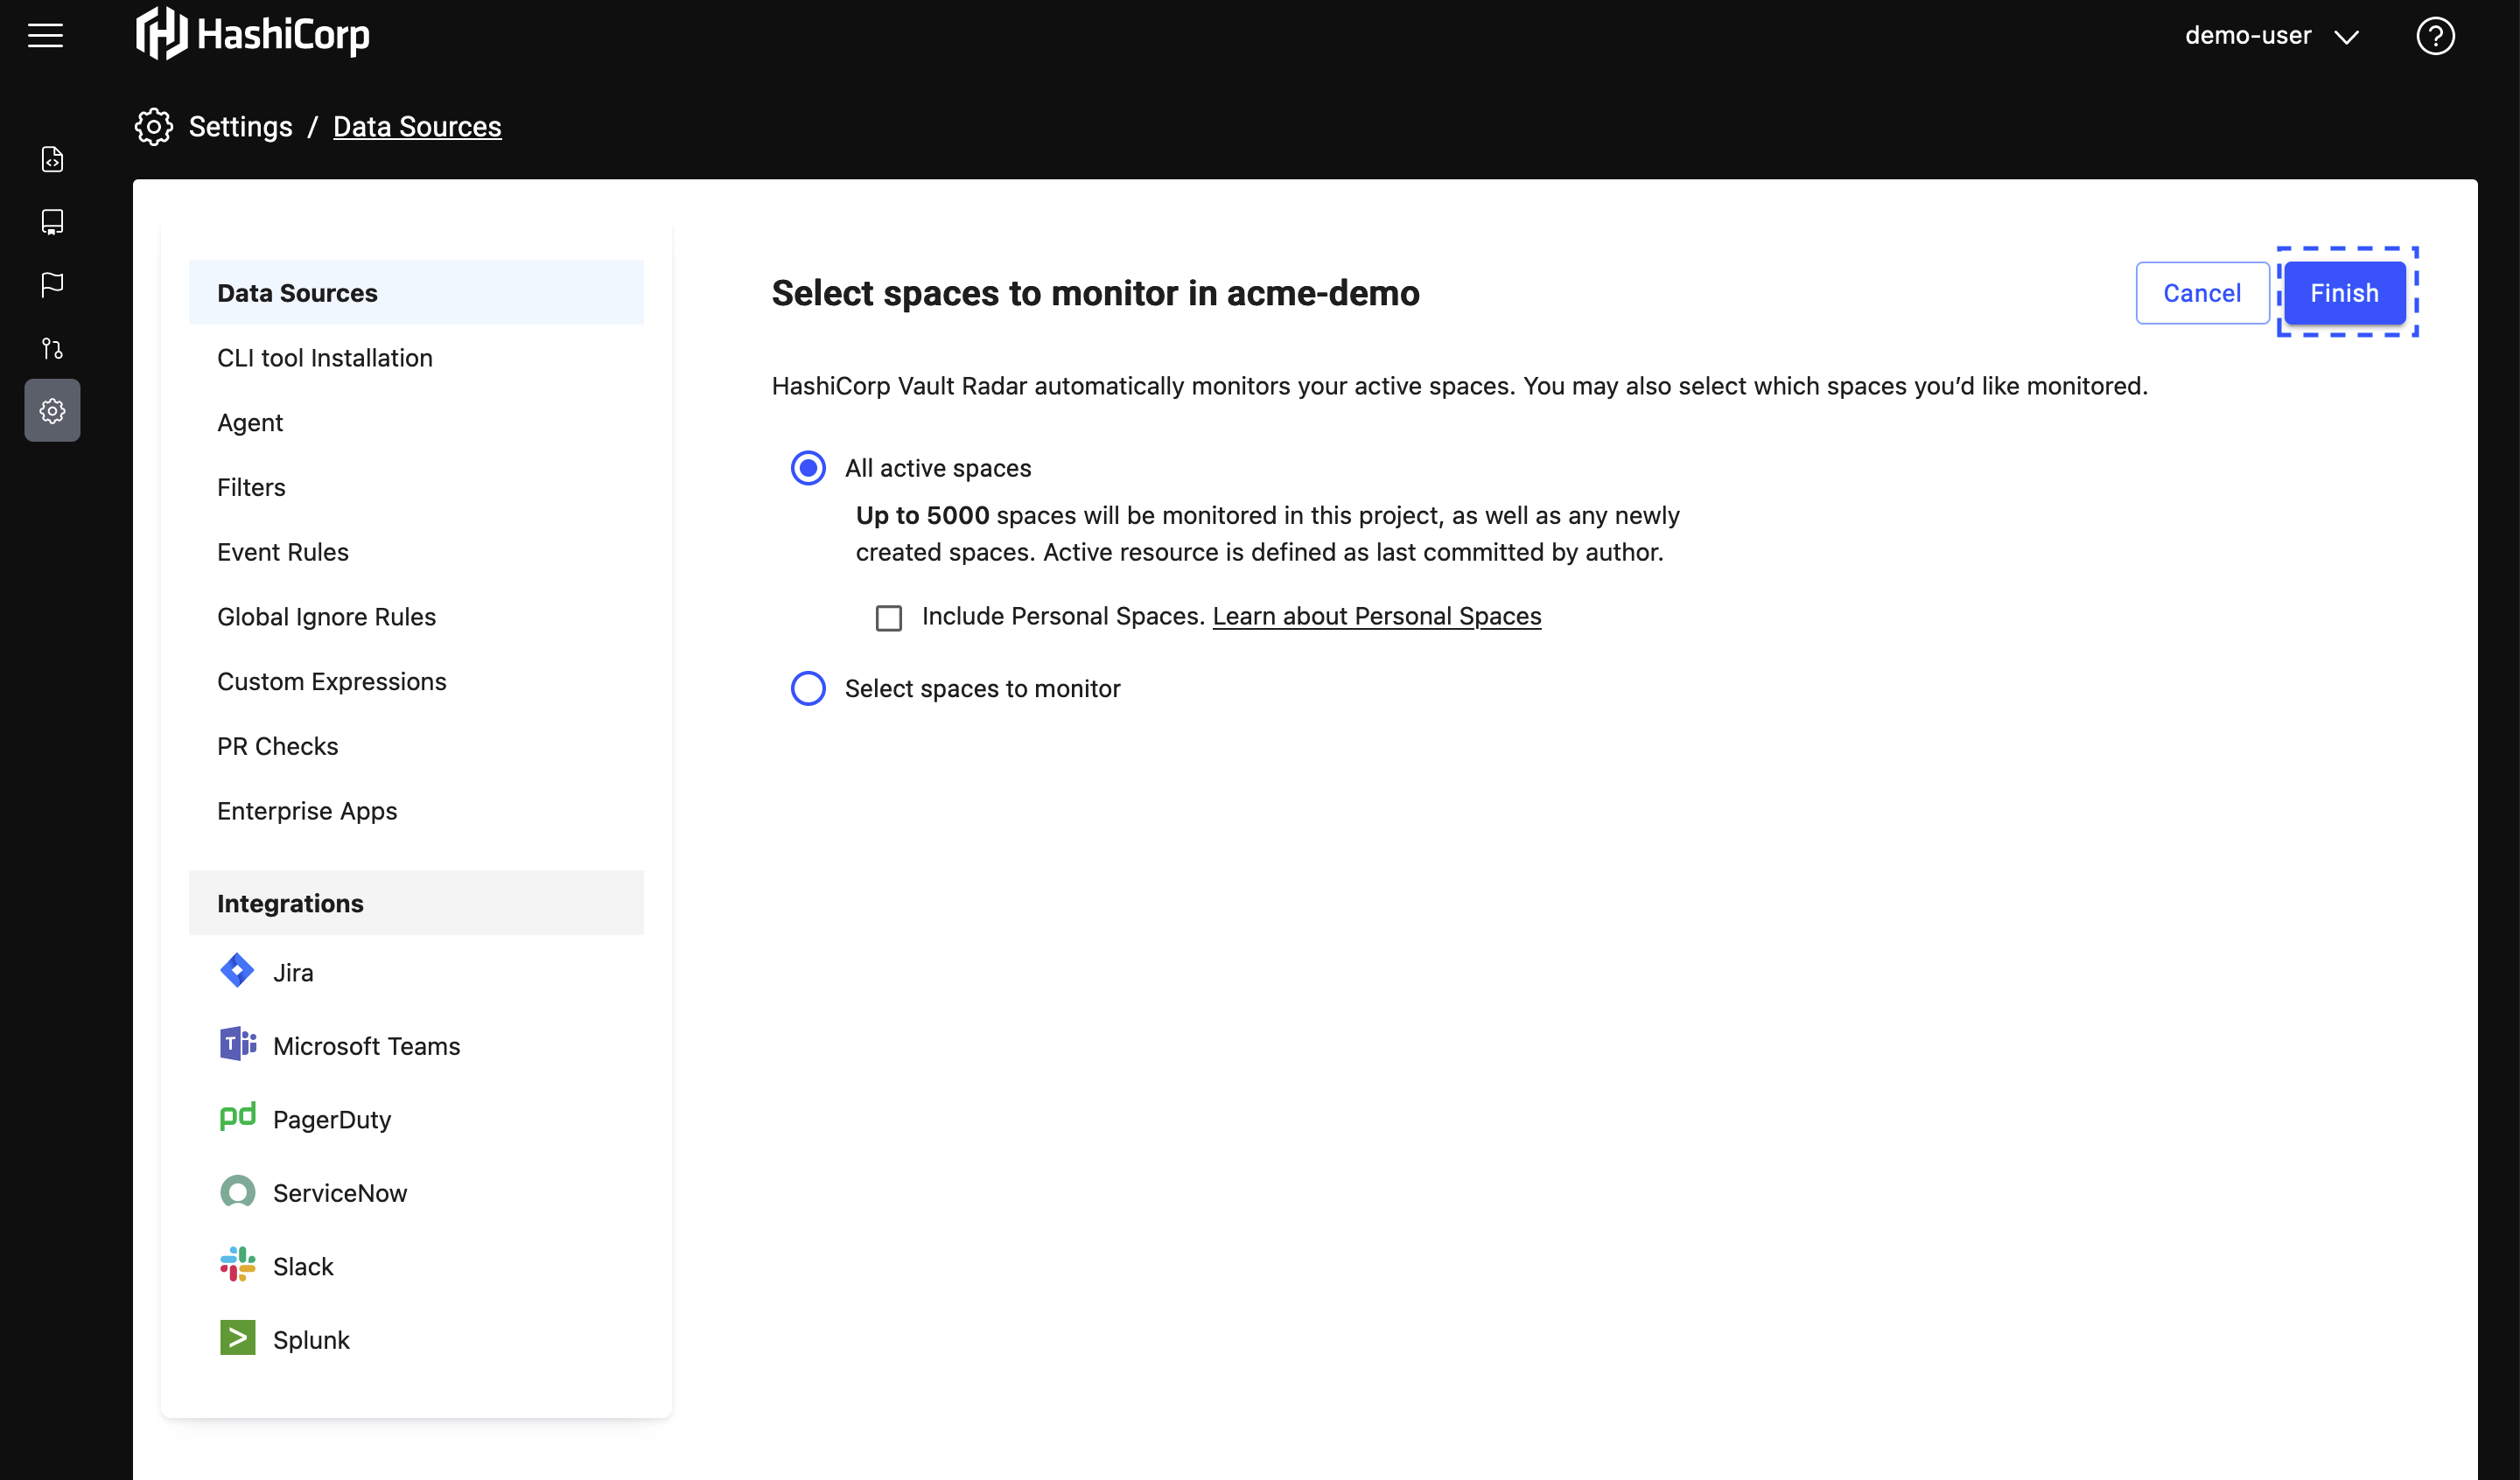 HashiCorp
demo-user
Settings / Data Sources
Data Sources
CLI tool Installation
Agent
Filters
Event Rules
Global Ignore Rules
Custom Expressions
PR Checks
Enterprise Apps
Integrations
Jira
Microsoft Teams
PagerDuty
ServiceNow
Slack
Splunk
Select spaces to monitor in acme-demo
Cancel
Finish
HashiCorp Vault Radar automatically monitors your active spaces. You may also select which spaces you’d like monitored.
All active spaces
Up to 5000 spaces will be monitored in this project, as well as any newly
created spaces. Active resource is defined as last committed by author.
Include Personal Spaces. Learn about Personal Spaces
Select spaces to monitor